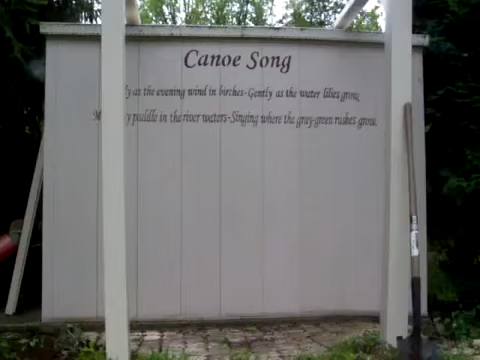 Canoe Song
as the evening wind in birches-Gently as the water lilies grow,
paddle in the river waters-Singing where the gray-green rushes grow.